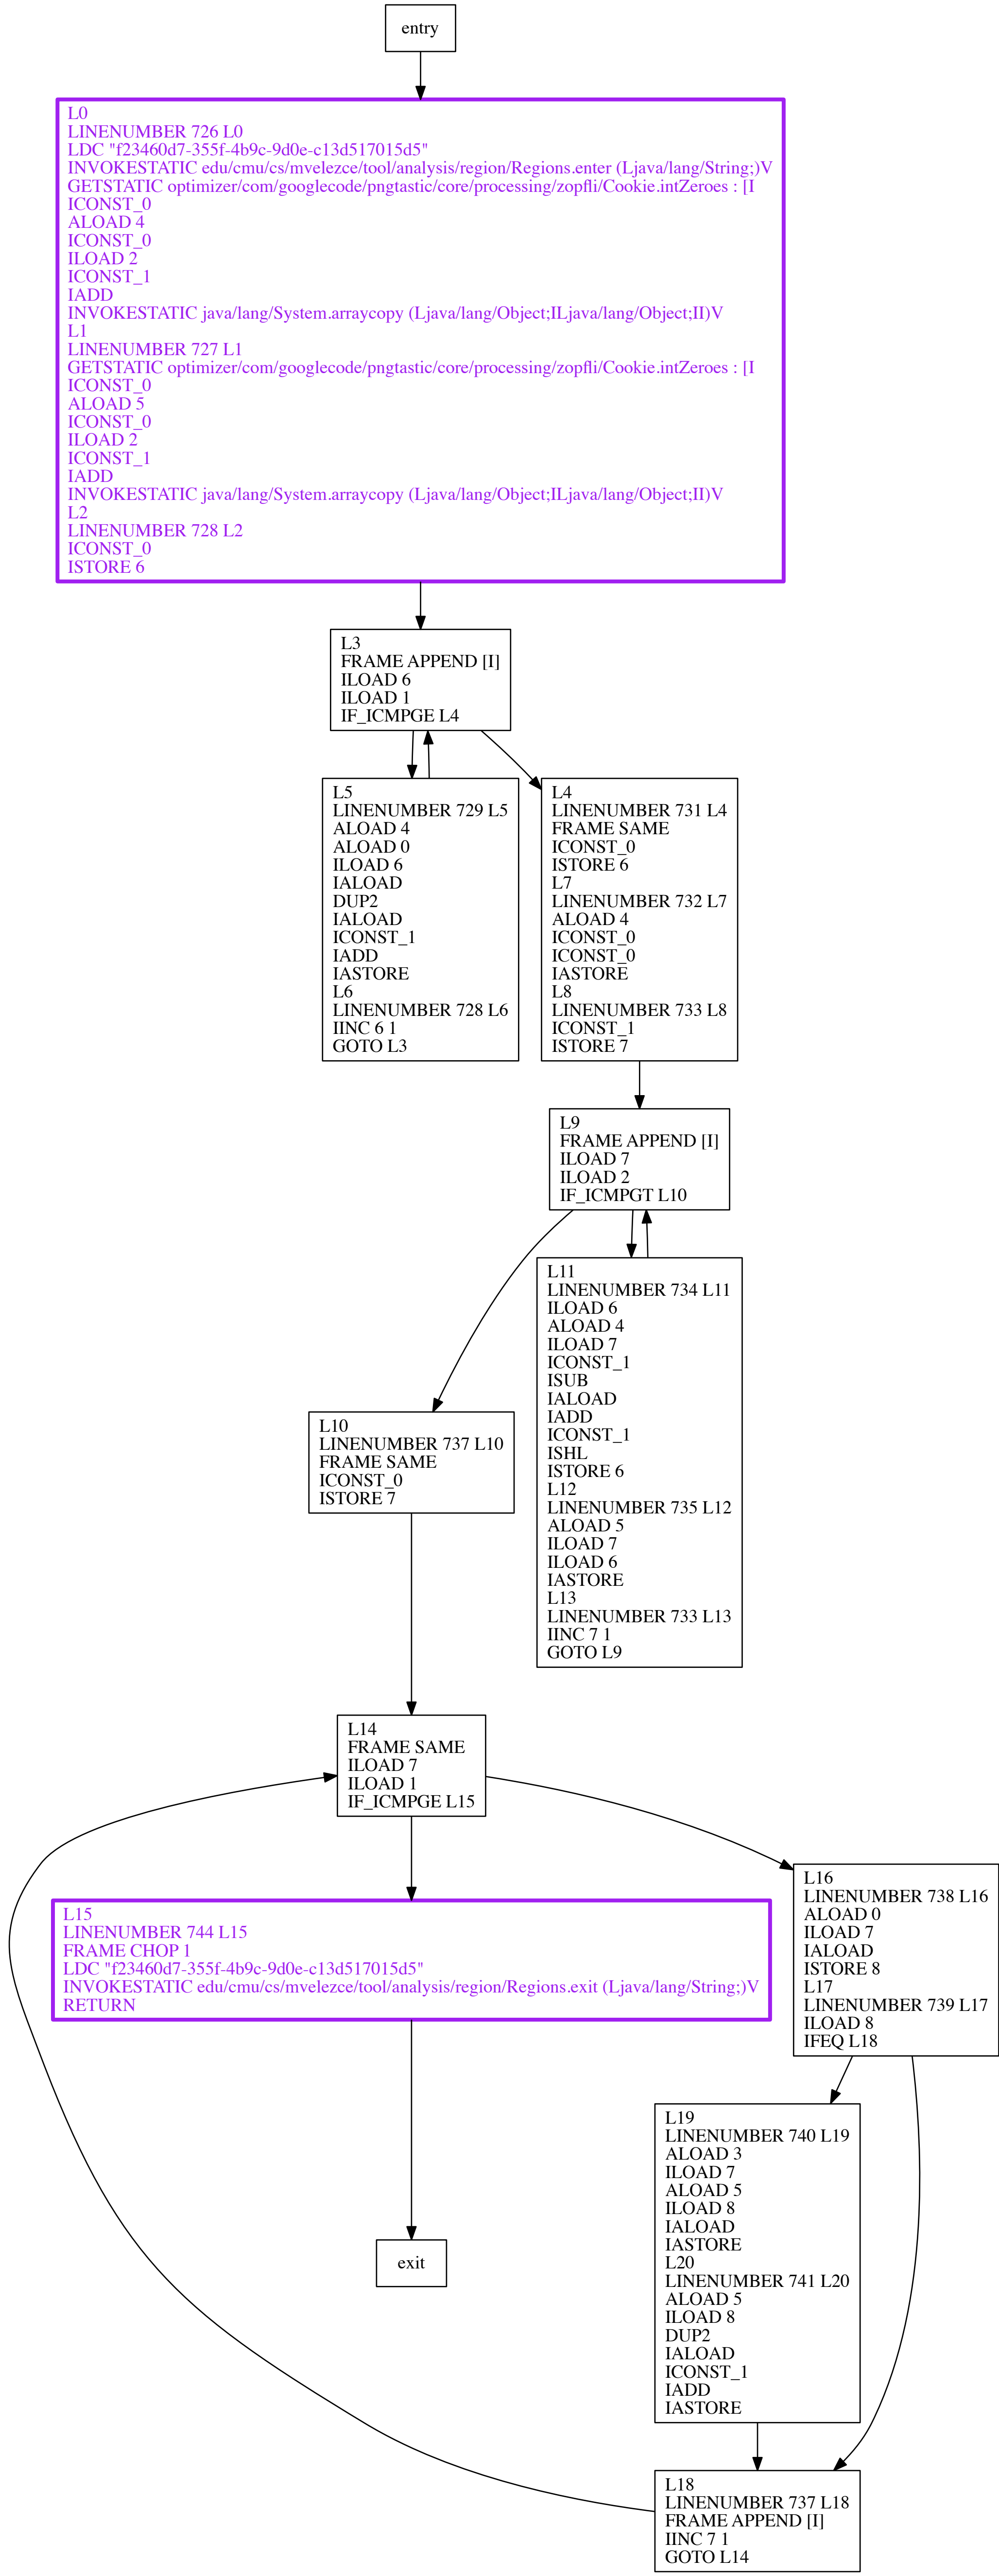 entry
L0
LINENUMBER 726 L0
LDC "f23460d7-355f-4b9c-9d0e-c13d517015d5"
INVOKESTATIC edu/cmu/cs/mvelezce/tool/analysis/region/Regions.enter (Ljava/lang/String;)V
GETSTATIC optimizer/com/googlecode/pngtastic/core/processing/zopfli/Cookie.intZeroes : [I
ICONST_0
ALOAD 4
ICONST_0
ILOAD 2
ICONST_1
IADD
INVOKESTATIC java/lang/System.arraycopy (Ljava/lang/Object;ILjava/lang/Object;II)V
L1
LINENUMBER 727 L1
GETSTATIC optimizer/com/googlecode/pngtastic/core/processing/zopfli/Cookie.intZeroes : [I
ICONST_0
ALOAD 5
ICONST_0
ILOAD 2
ICONST_1
IADD
INVOKESTATIC java/lang/System.arraycopy (Ljava/lang/Object;ILjava/lang/Object;II)V
L2
LINENUMBER 728 L2
ICONST_0
ISTORE 6
L3
FRAME APPEND [I]
ILOAD 6
ILOAD 1
IF_ICMPGE L4
L5
LINENUMBER 729 L5
ALOAD 4
ALOAD 0
ILOAD 6
IALOAD
DUP2
IALOAD
ICONST_1
IADD
IASTORE
L6
LINENUMBER 728 L6
IINC 6 1
GOTO L3
L4
LINENUMBER 731 L4
FRAME SAME
ICONST_0
ISTORE 6
L7
LINENUMBER 732 L7
ALOAD 4
ICONST_0
ICONST_0
IASTORE
L8
LINENUMBER 733 L8
ICONST_1
ISTORE 7
L9
FRAME APPEND [I]
ILOAD 7
ILOAD 2
IF_ICMPGT L10
L11
LINENUMBER 734 L11
ILOAD 6
ALOAD 4
ILOAD 7
ICONST_1
ISUB
IALOAD
IADD
ICONST_1
ISHL
ISTORE 6
L12
LINENUMBER 735 L12
ALOAD 5
ILOAD 7
ILOAD 6
IASTORE
L13
LINENUMBER 733 L13
IINC 7 1
GOTO L9
L10
LINENUMBER 737 L10
FRAME SAME
ICONST_0
ISTORE 7
L14
FRAME SAME
ILOAD 7
ILOAD 1
IF_ICMPGE L15
L15
LINENUMBER 744 L15
FRAME CHOP 1
LDC "f23460d7-355f-4b9c-9d0e-c13d517015d5"
INVOKESTATIC edu/cmu/cs/mvelezce/tool/analysis/region/Regions.exit (Ljava/lang/String;)V
RETURN
L16
LINENUMBER 738 L16
ALOAD 0
ILOAD 7
IALOAD
ISTORE 8
L17
LINENUMBER 739 L17
ILOAD 8
IFEQ L18
L19
LINENUMBER 740 L19
ALOAD 3
ILOAD 7
ALOAD 5
ILOAD 8
IALOAD
IASTORE
L20
LINENUMBER 741 L20
ALOAD 5
ILOAD 8
DUP2
IALOAD
ICONST_1
IADD
IASTORE
exit
L18
LINENUMBER 737 L18
FRAME APPEND [I]
IINC 7 1
GOTO L14